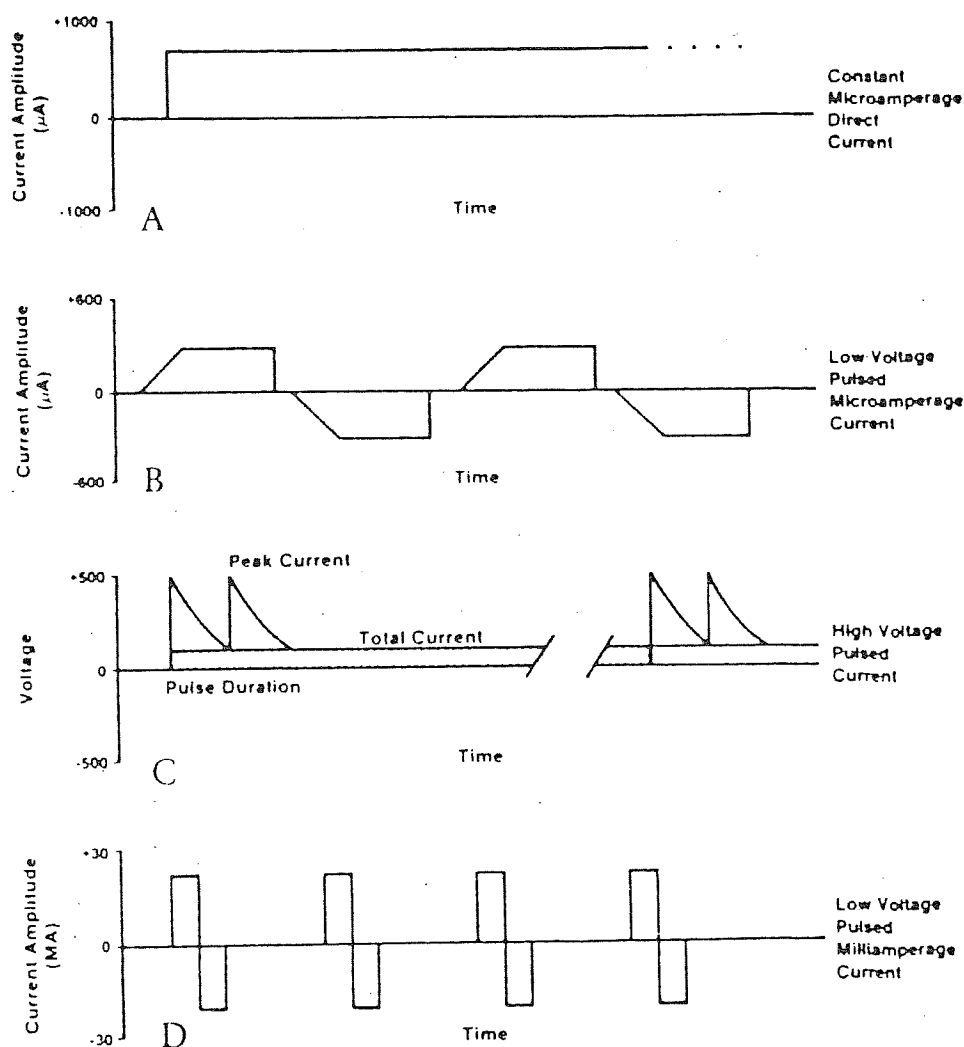 +1000
0
-1000
Current Amplitude
(μA)
Constant
Microamperage
Direct
Current
Time
A
+600
0
-600
Current Amplitude
(μA)
Low Voltage
Pulsed
Microamperage
Current
Time
B
+500
0
-500
Voltage
Peak Current
Total Current
Pulse Duration
High Voltage
Pulsed
Current
Time
C
+30
0
-30
Current Amplitude
(MA)
Low Voltage
Pulsed
Milliamperage
Current
Time
D